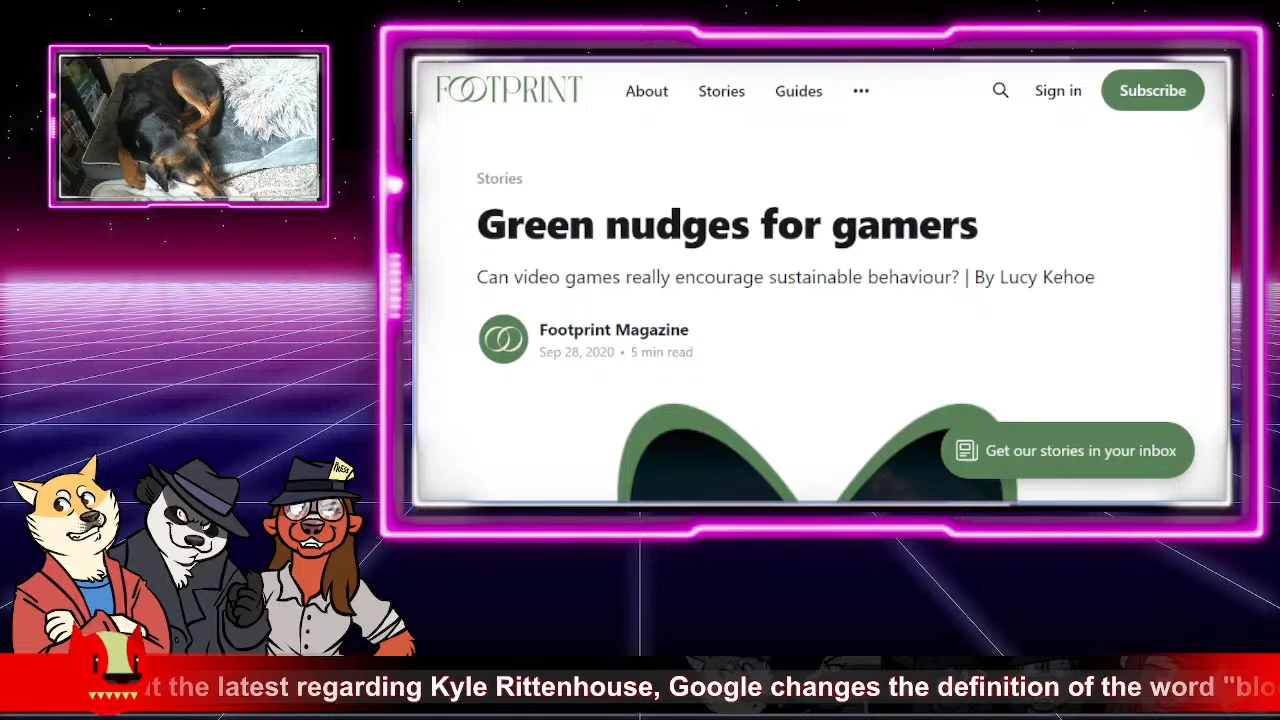 FOOTPRINT
About
Stories
Guides
Sign in
Subscribe
Stories
Green nudges for gamers
Can video games really encourage sustainable behaviour? | By Lucy Kehoe
Footprint Magazine
Sep 28, 2020 • 5 min read
Get our stories in your inbox
PRESS
the latest regarding Kyle Rittenhouse, Google changes the definition of the word "blo